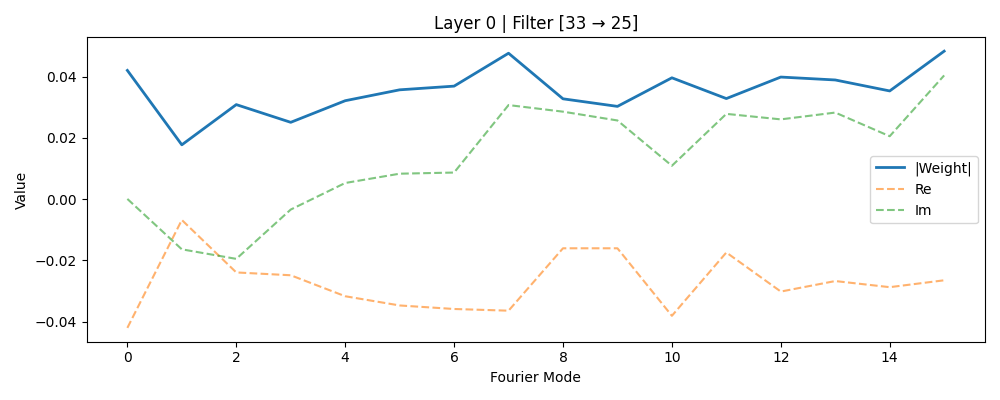 Layer 0 | Filter [33 → 25]
Value
0.04
0.02
0.00
−0.02
−0.04
|Weight|
Re
Im
0 2 4 6 8 10 12 14
Fourier Mode